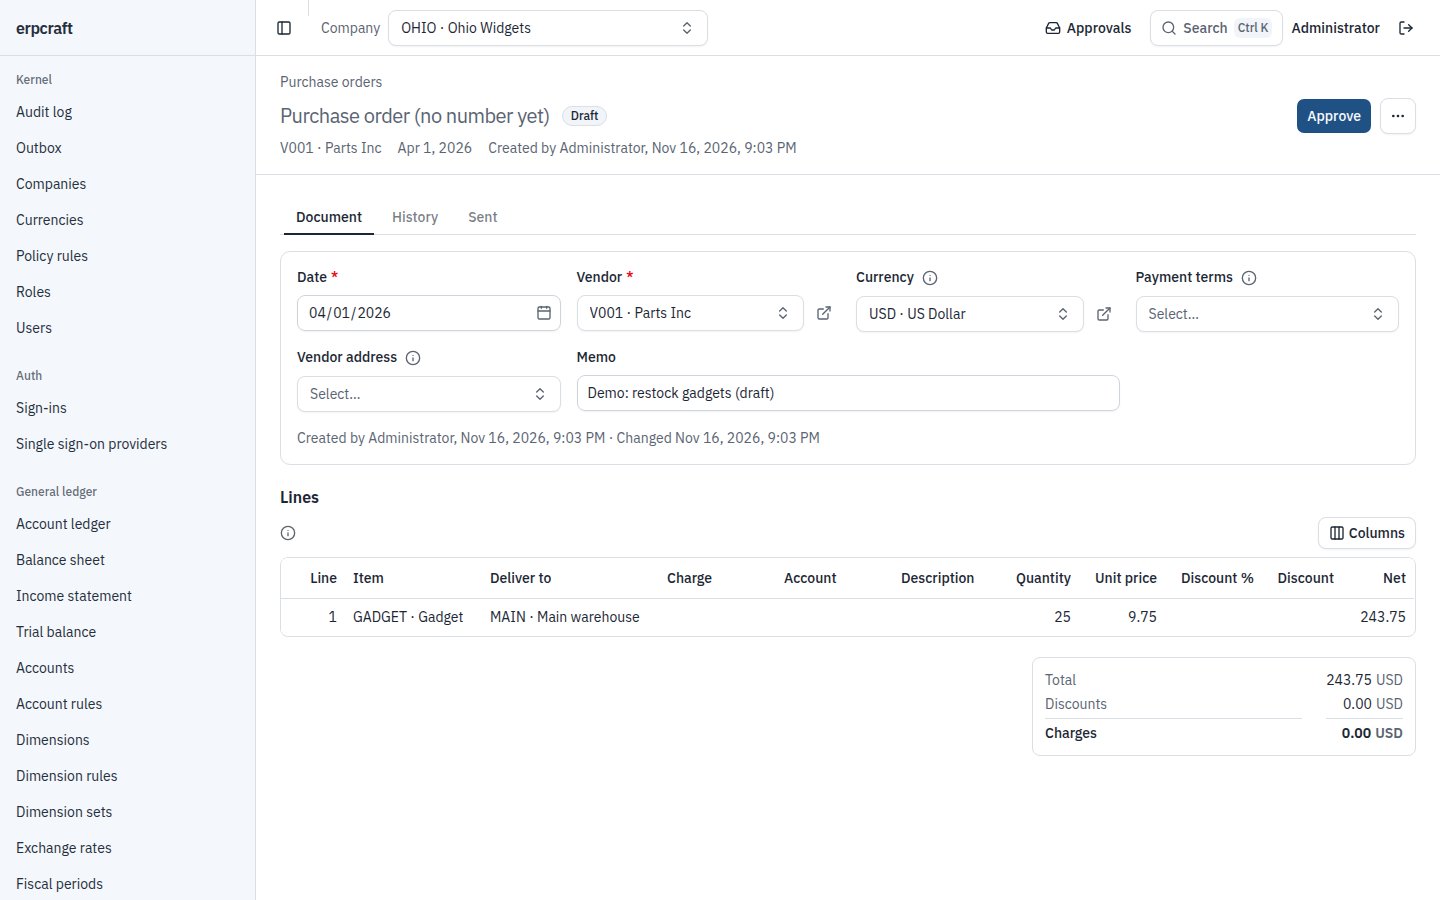 erpcraft
Company
OHIO · Ohio Widgets
Approvals
Search
Ctrl K
Administrator
Kernel
Audit log
Outbox
Companies
Currencies
Policy rules
Roles
Users
Auth
Sign-ins
Single sign-on providers
General ledger
Account ledger
Balance sheet
Income statement
Trial balance
Accounts
Account rules
Dimensions
Dimension rules
Dimension sets
Exchange rates
Fiscal periods
Purchase orders
Purchase order (no number yet)
Draft
Approve
V001 · Parts Inc
Apr 1, 2026
Created by Administrator, Nov 16, 2026, 9:03 PM
Document
History
Sent
Date *
Vendor *
Currency
Payment terms
04/01/2026
V001 · Parts Inc
USD · US Dollar
Select...
Vendor address
Memo
Select...
Demo: restock gadgets (draft)
Created by Administrator, Nov 16, 2026, 9:03 PM · Changed Nov 16, 2026, 9:03 PM
Lines
Columns
Line Item Deliver to Charge Account Description Quantity Unit price Discount % Discount Net
1 GADGET · Gadget MAIN · Main warehouse 25 9.75 243.75
Total 243.75 USD
Discounts 0.00 USD
Charges 0.00 USD